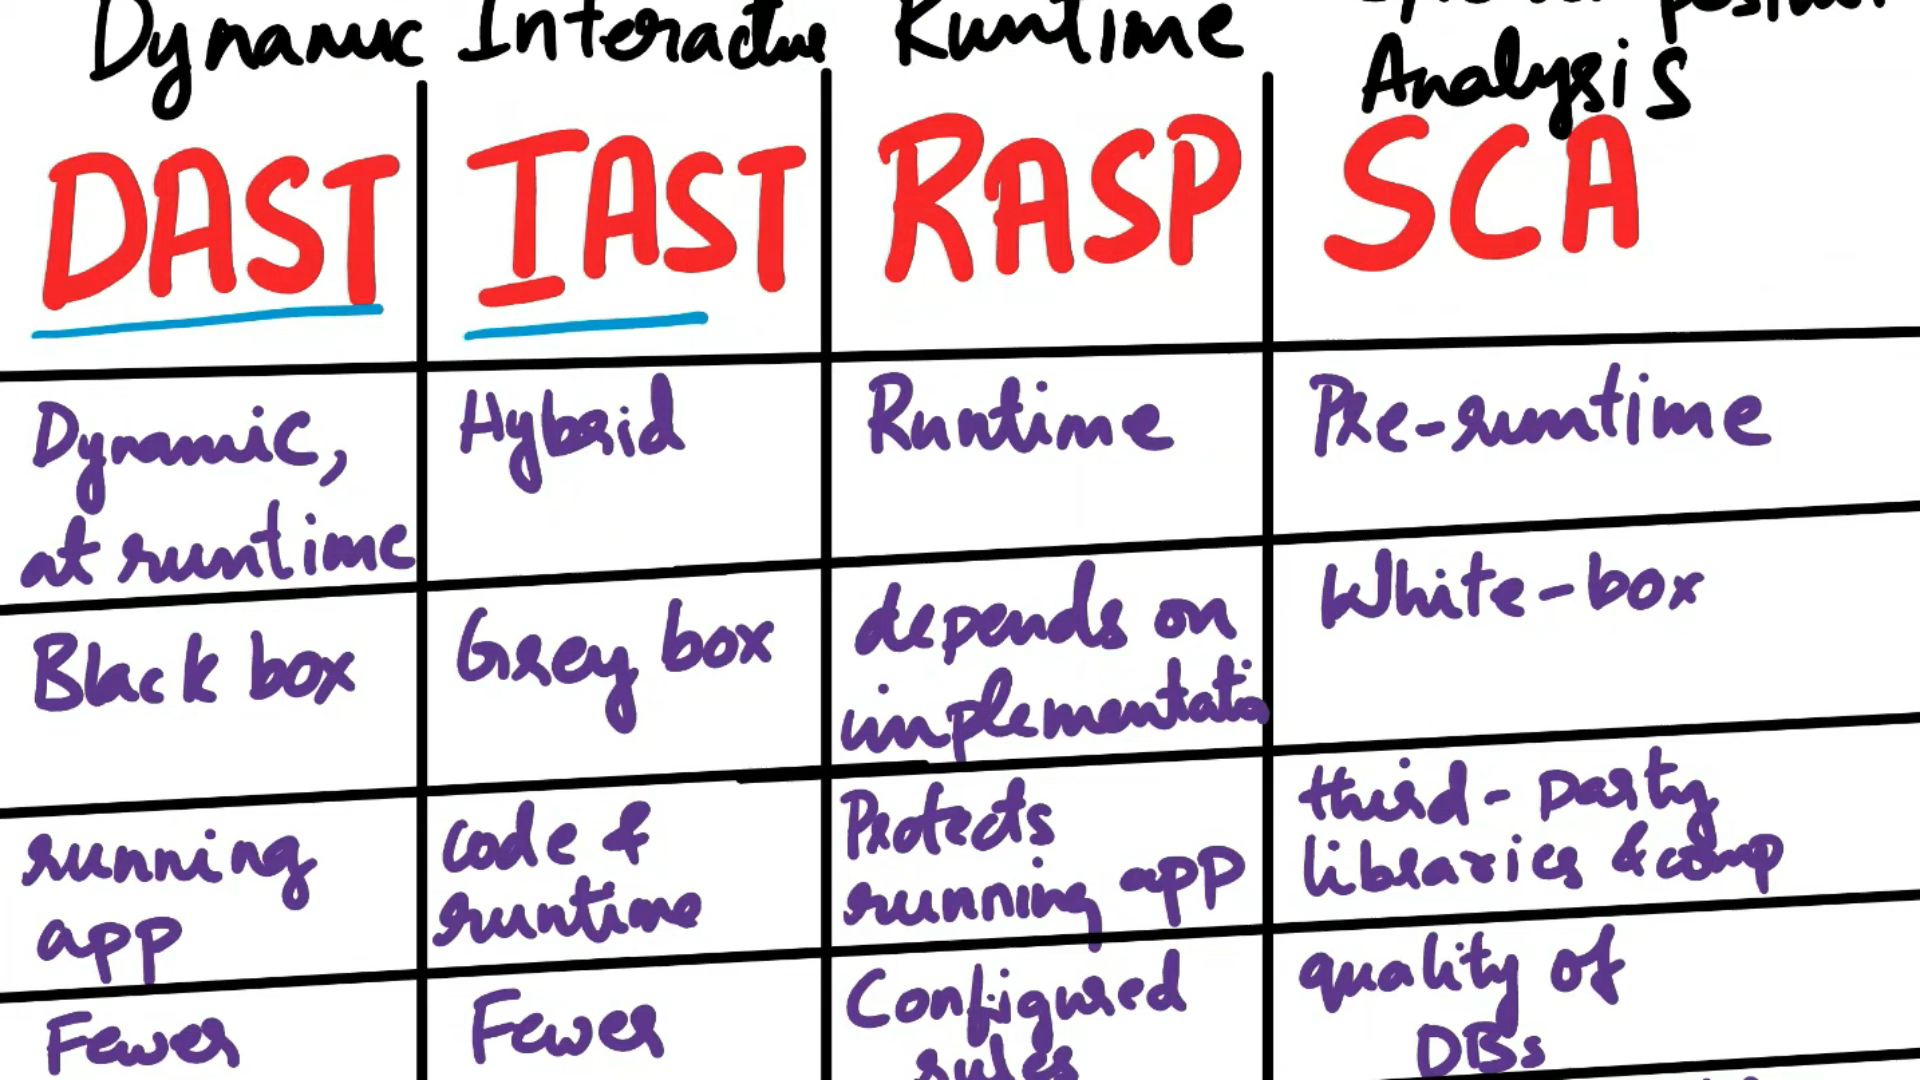 Dynamic Interactive Runtime
Analysis
DAST IAST RASP SCA
Dynamic, Hybrid Runtime Pre-runtime
at runtime
Black box Grey box depends on White-box
implementatio
running code & Protects third-party
app runtime running app libraries & comp
Fewer Fewer Configured quality of
rules DBs